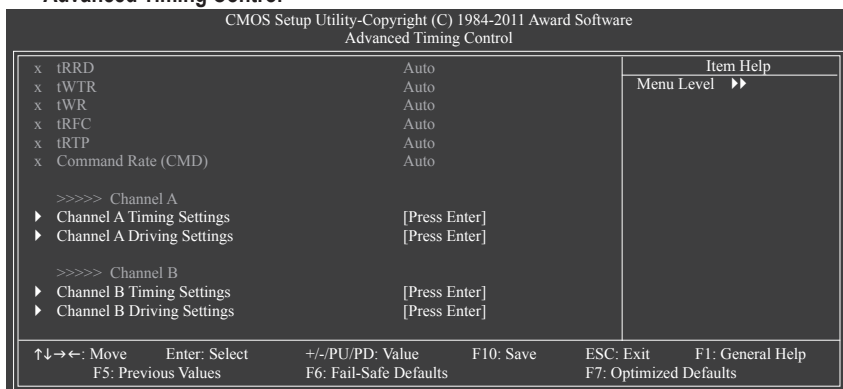 Advanced Timing Control
CMOS Setup Utility-Copyright (C) 1984-2011 Award Software
Advanced Timing Control
x tRRD Auto
x tWTR Auto
x tWR Auto
x tRFC Auto
x tRTP Auto
x Command Rate (CMD) Auto
>>>>> Channel A
Channel A Timing Settings [Press Enter]
Channel A Driving Settings [Press Enter]
>>>>> Channel B
Channel B Timing Settings [Press Enter]
Channel B Driving Settings [Press Enter]
Item Help
Menu Level
↑↓→←: Move Enter: Select +/-/PU/PD: Value F10: Save ESC: Exit F1: General Help
F5: Previous Values F6: Fail-Safe Defaults F7: Optimized Defaults